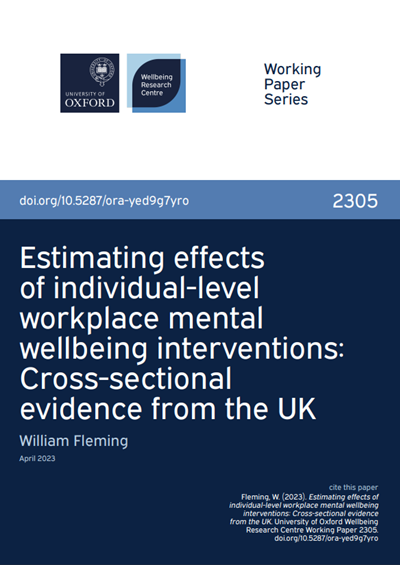 UNIVERSITY OF
OXFORD
Wellbeing
Research
Centre
Working
Paper
Series
doi.org/10.5287/ora-yed9g7yro
2305
Estimating effects
of individual-level
workplace mental
wellbeing interventions:
Cross-sectional
evidence from the UK
William Fleming
April 2023
cite this paper
Fleming, W. (2023). Estimating effects of
individual-level workplace mental wellbeing
interventions: Cross-sectional evidence
from the UK. University of Oxford Wellbeing
Research Centre Working Paper 2305.
doi.org/10.5287/ora-yed9g7yro